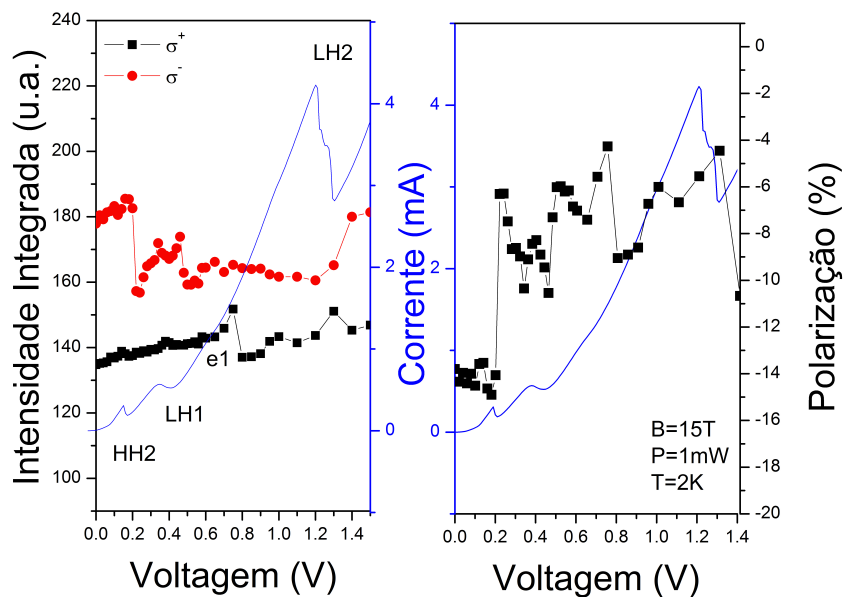 σ+
σ-
LH2
HH2
LH1
e1
Intensidade Integrada (u.a.)
240
220
200
180
160
140
120
100
0.0 0.2 0.4 0.6 0.8 1.0 1.2 1.4
Voltagem (V)
4
2
0
Corrente (mA)
4
2
0
B=15T
P=1mW
T=2K
0.0 0.2 0.4 0.6 0.8 1.0 1.2 1.4
Voltagem (V)
0
-2
-4
-6
-8
-10
-12
-14
-16
-18
-20
Polarização (%)